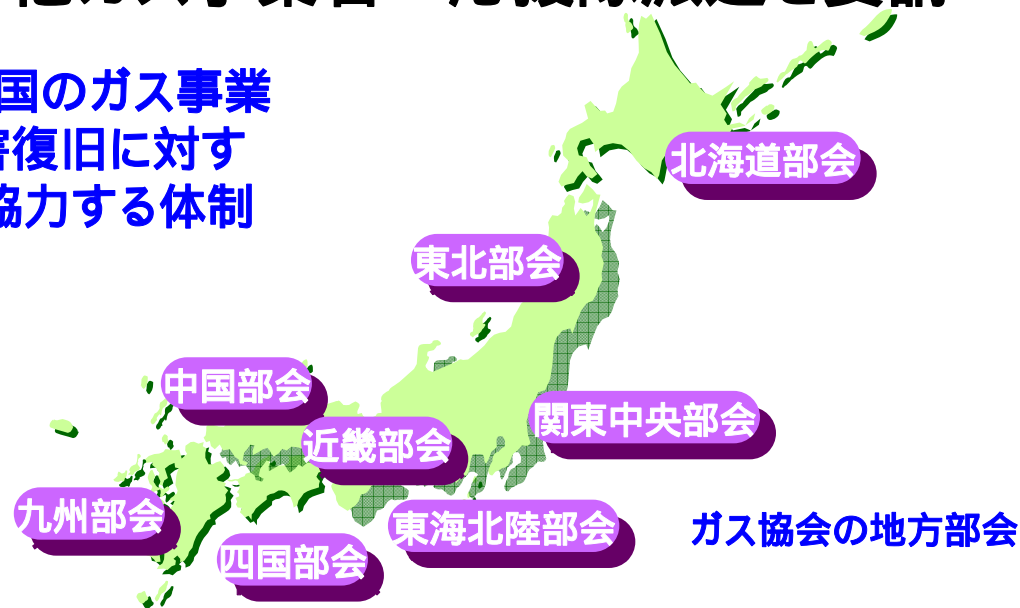 国のガス事業
害復旧に対す
協力する体制
北海道部会
東北部会
中国部会
関東中央部会
近畿部会
九州部会
東海北陸部会
四国部会
ガス協会の地方部会